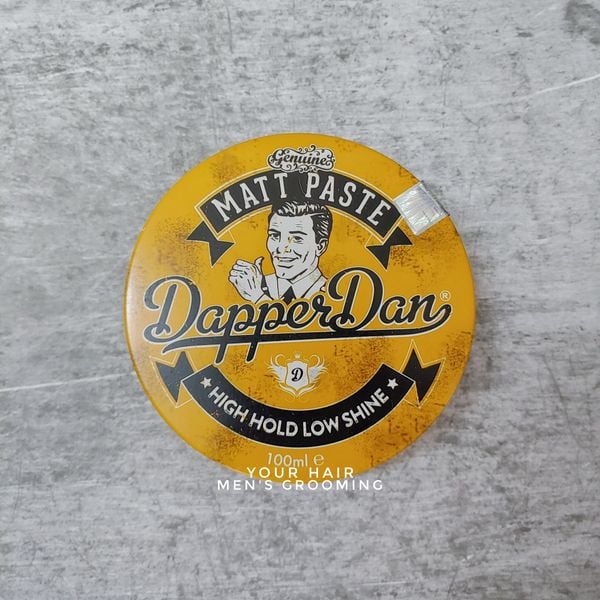 Genuine
MATT PASTE
DapperDan®
D
★ HIGH HOLD LOW SHINE ★
100ml ℮
YOUR HAIR
MEN'S GROOMING